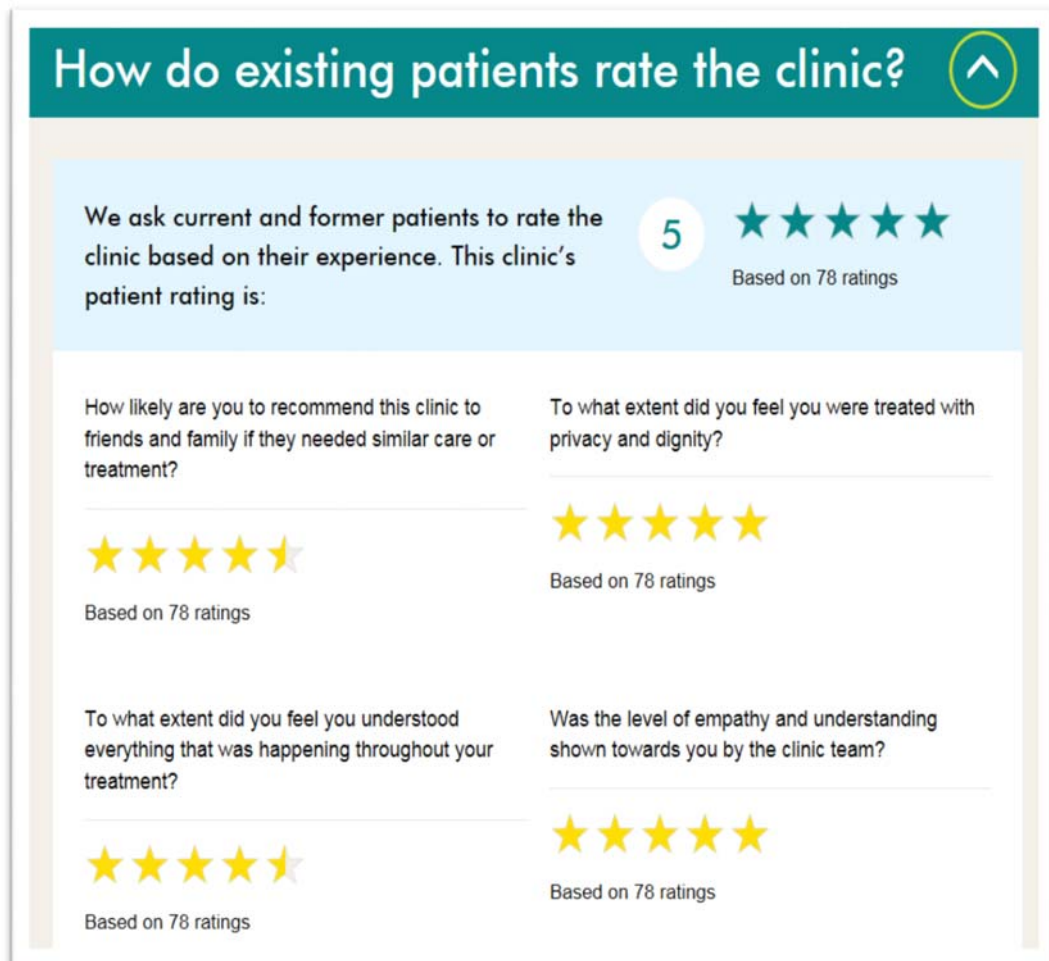 How do existing patients rate the clinic?
We ask current and former patients to rate the
clinic based on their experience. This clinic's
patient rating is:
5
Based on 78 ratings
How likely are you to recommend this clinic to
friends and family if they needed similar care or
treatment?
Based on 78 ratings
To what extent did you feel you were treated with
privacy and dignity?
Based on 78 ratings
To what extent did you feel you understood
everything that was happening throughout your
treatment?
Based on 78 ratings
Was the level of empathy and understanding
shown towards you by the clinic team?
Based on 78 ratings